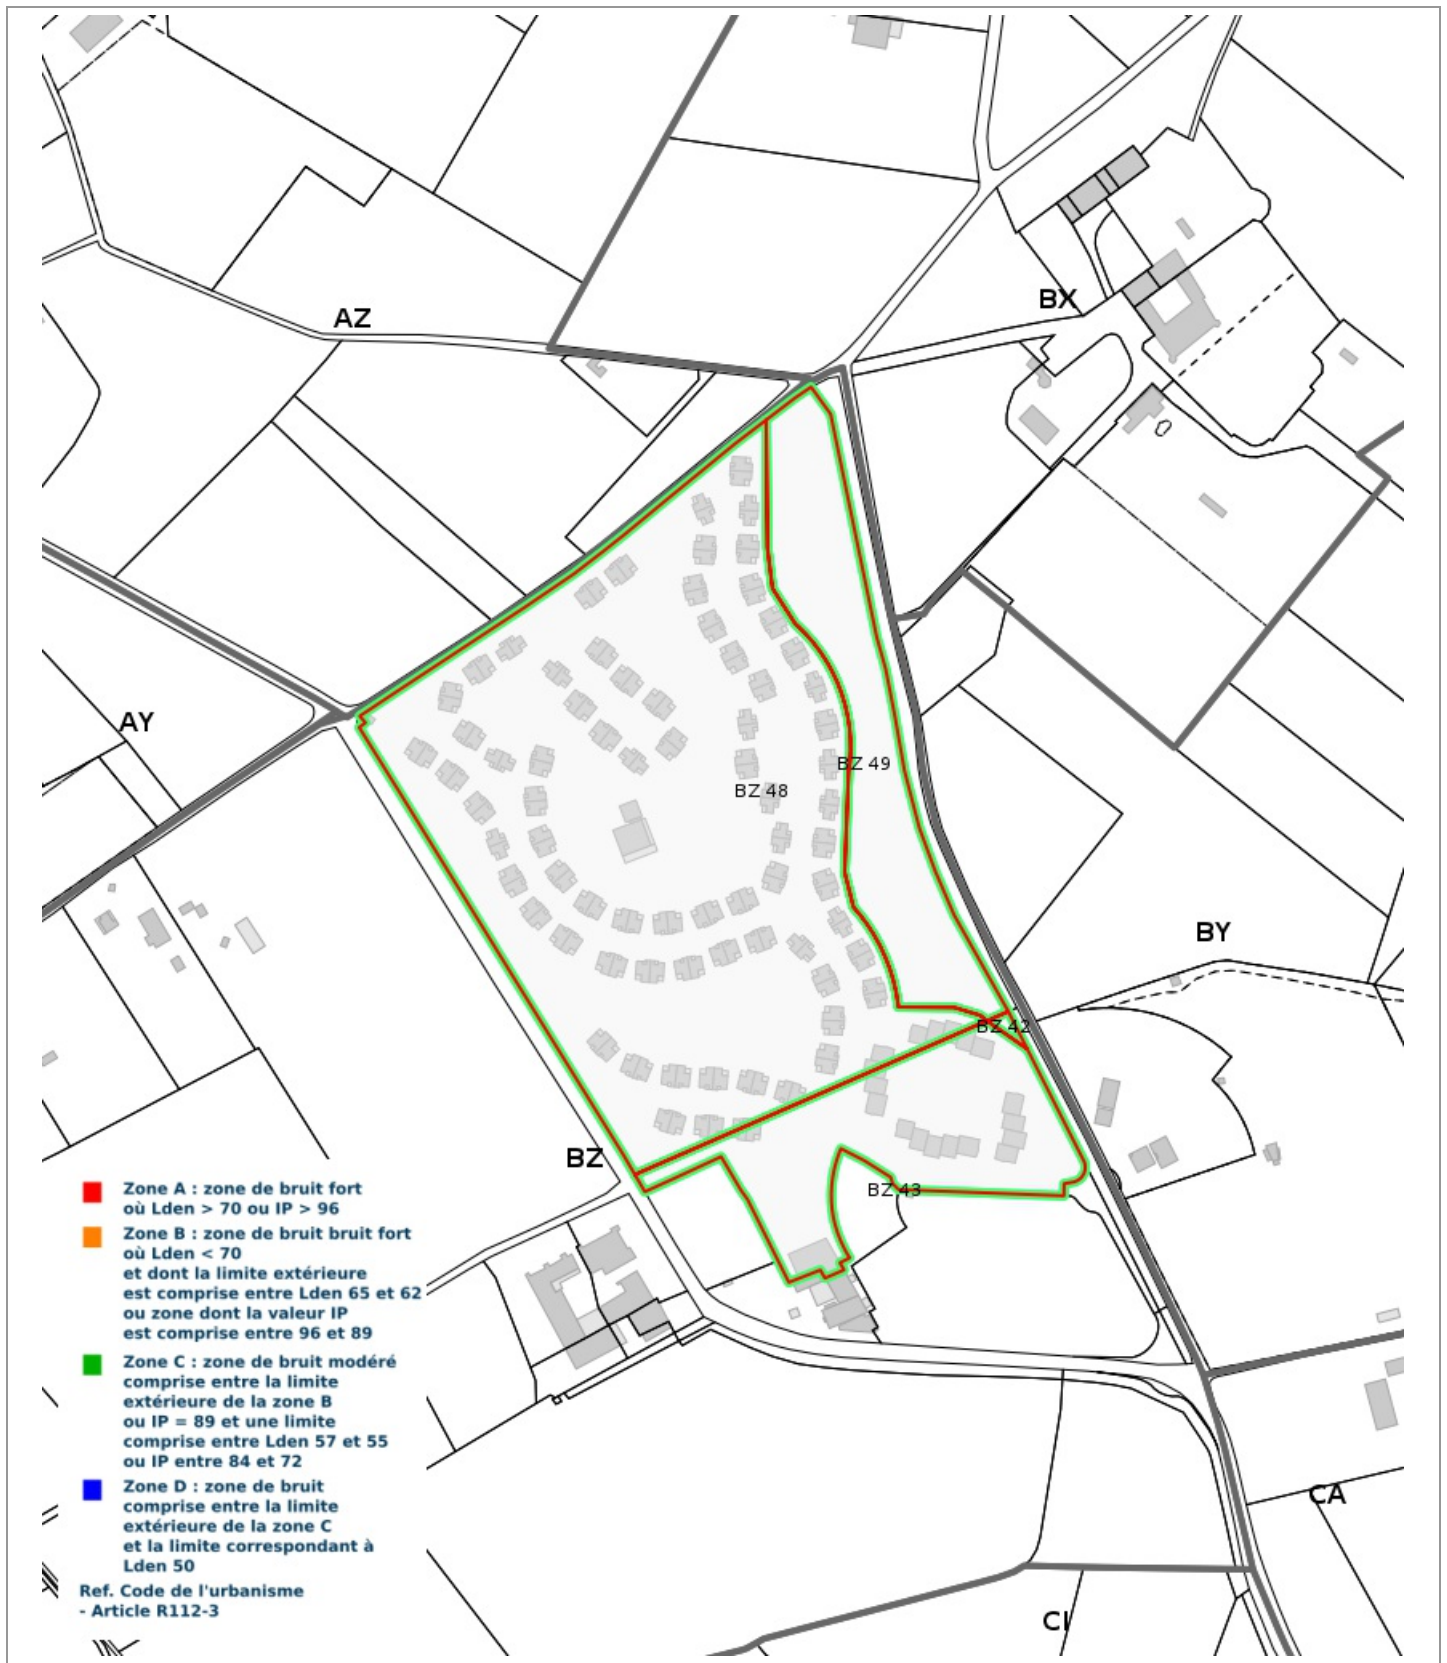 AZ
BX
AY
BZ 49
BZ 48
BY
BZ 42
BZ
BZ 43
Zone A : zone de bruit fort
où Lden > 70 ou IP > 96
Zone B : zone de bruit bruit fort
où Lden < 70
et dont la limite extérieure
est comprise entre Lden 65 et 62
ou zone dont la valeur IP
est comprise entre 96 et 89
Zone C : zone de bruit modéré
comprise entre la limite
extérieure de la zone B
ou IP = 89 et une limite
comprise entre Lden 57 et 55
ou IP entre 84 et 72
Zone D : zone de bruit
comprise entre la limite
extérieure de la zone C
et la limite correspondant à
Lden 50
Ref. Code de l'urbanisme
- Article R112-3
CA
CI